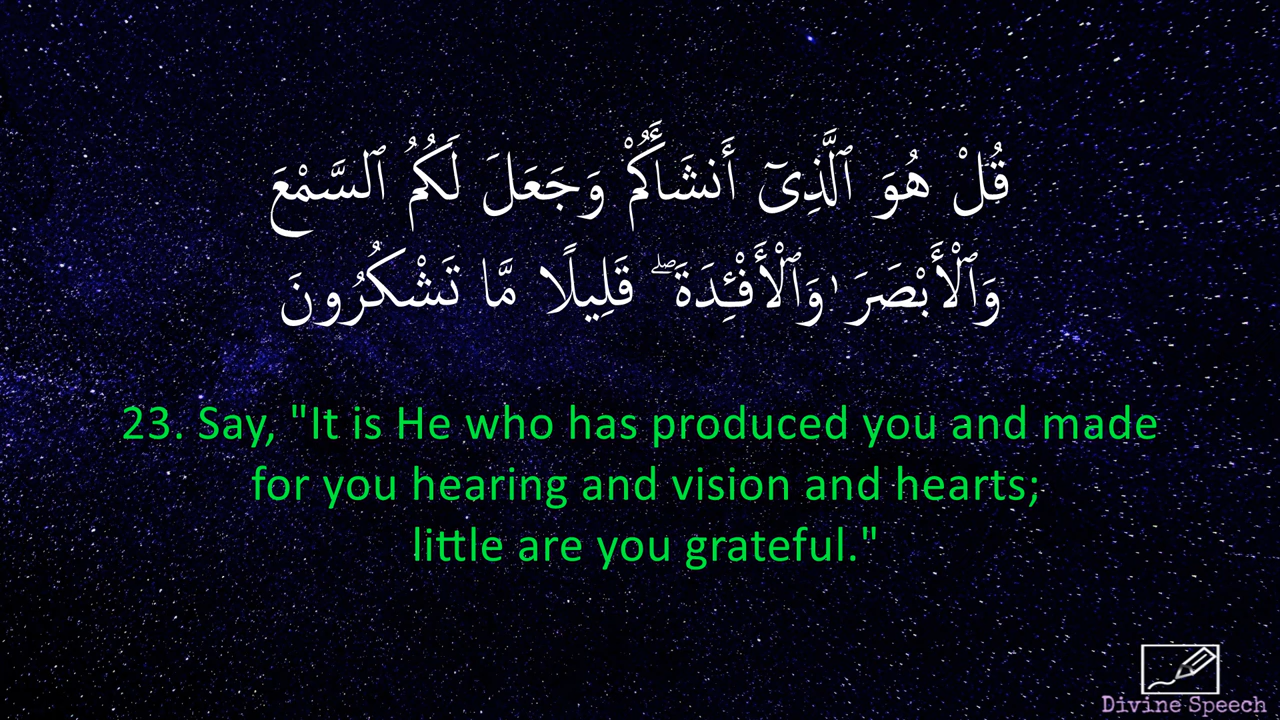 قُلْ هُوَ ٱلَّذِىٓ أَنشَأَكُمْ وَجَعَلَ لَكُمُ ٱلسَّمْعَ
وَٱلْأَبْصَـٰرَ وَٱلْأَفْـِٔدَةَ ۖ قَلِيلًا مَّا تَشْكُرُونَ
23. Say, "It is He who has produced you and made
for you hearing and vision and hearts;
little are you grateful."
Divine Speech